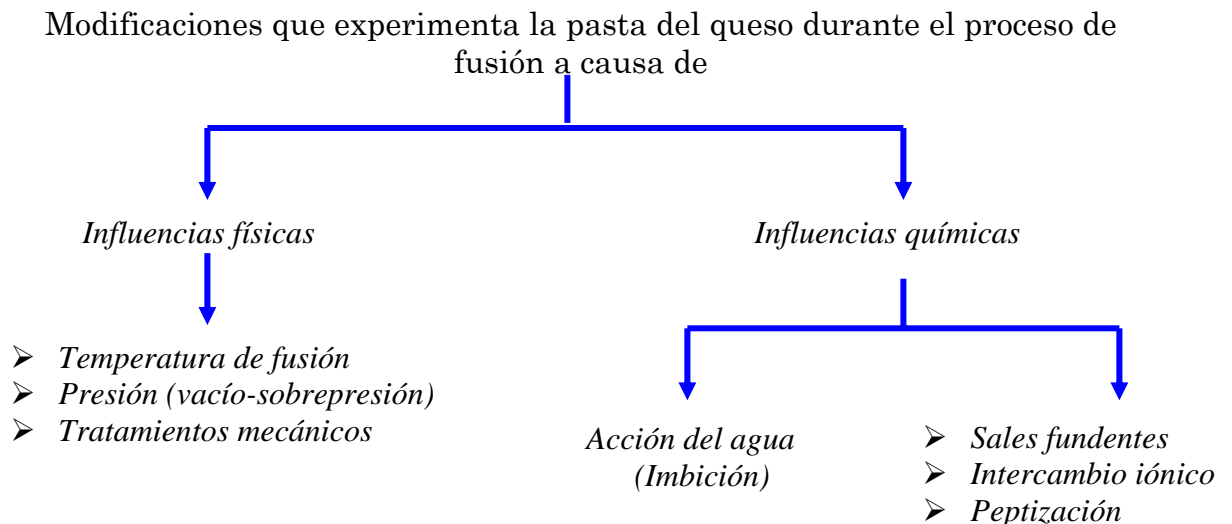 Modificaciones que experimenta la pasta del queso durante el proceso de
fusión a causa de
Influencias físicas
Influencias químicas
➢ Temperatura de fusión
➢ Presión (vacío-sobrepresión)
➢ Tratamientos mecánicos
Acción del agua
(Imbición)
➢ Sales fundentes
➢ Intercambio iónico
➢ Peptización